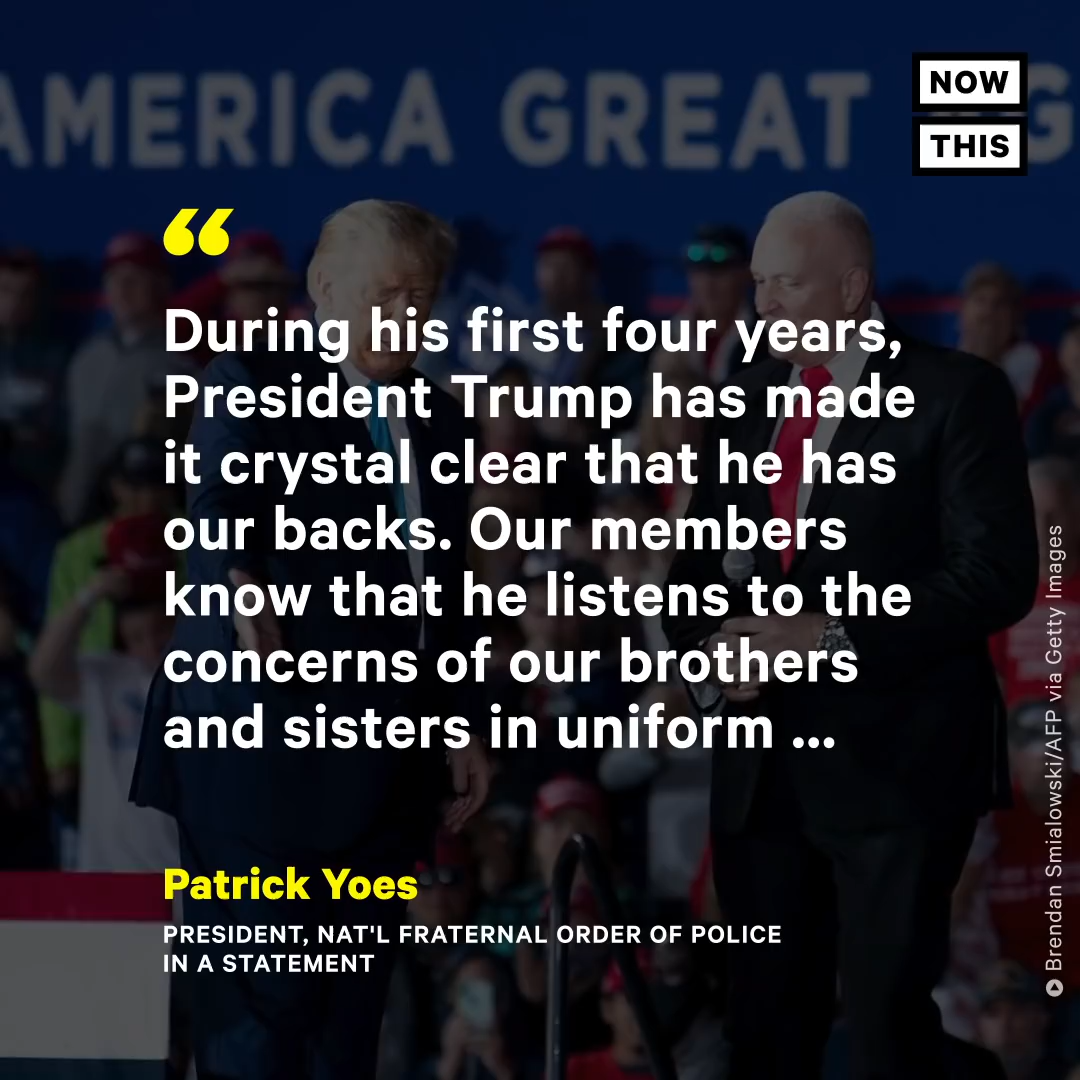 AMERICA GREAT
NOW
THIS
“
During his first four years,
President Trump has made
it crystal clear that he has
our backs. Our members
know that he listens to the
concerns of our brothers
and sisters in uniform ...
Patrick Yoes
PRESIDENT, NAT'L FRATERNAL ORDER OF POLICE
IN A STATEMENT
Brendan Smialowski/AFP via Getty Images